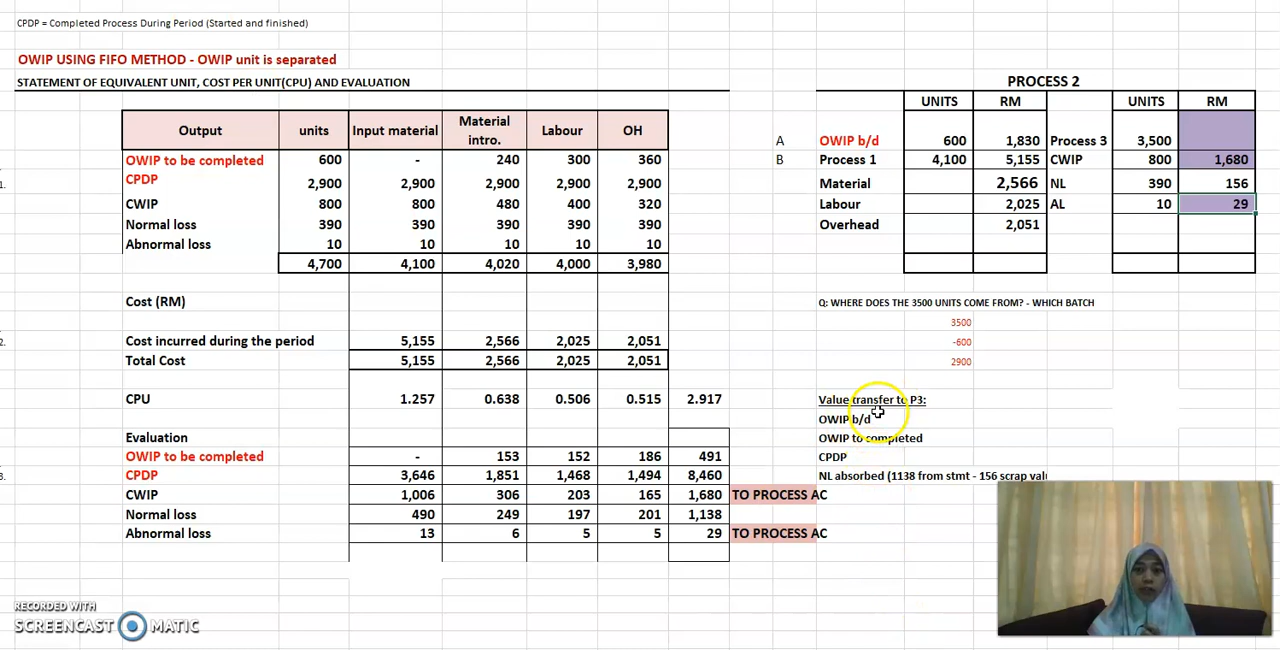 CPDP = Completed Process During Period (Started and finished)
OWIP USING FIFO METHOD - OWIP unit is separated
STATEMENT OF EQUIVALENT UNIT, COST PER UNIT(CPU) AND EVALUATION
Output units Input material Material intro. Labour OH
OWIP to be completed 600 - 240 300 360
1. CPDP 2,900 2,900 2,900 2,900 2,900
CWIP 800 800 480 400 320
Normal loss 390 390 390 390 390
Abnormal loss 10 10 10 10 10
4,700 4,100 4,020 4,000 3,980
Cost (RM)
2. Cost incurred during the period 5,155 2,566 2,025 2,051
Total Cost 5,155 2,566 2,025 2,051
CPU 1.257 0.638 0.506 0.515 2.917
Evaluation
OWIP to be completed - 153 152 186 491
3. CPDP 3,646 1,851 1,468 1,494 8,460
CWIP 1,006 306 203 165 1,680 TO PROCESS AC
Normal loss 490 249 197 201 1,138
Abnormal loss 13 6 5 5 29 TO PROCESS AC
PROCESS 2
UNITS RM UNITS RM
A OWIP b/d 600 1,830 Process 3 3,500
B Process 1 4,100 5,155 CWIP 800 1,680
Material 2,566 NL 390 156
Labour 2,025 AL 10 29
Overhead 2,051
Q: WHERE DOES THE 3500 UNITS COME FROM? - WHICH BATCH
3500
-600
2900
Value transfer to P3:
OWIP b/d
OWIP to completed
CPDP
NL absorbed (1138 from stmt - 156 scrap valu
RECORDED WITH
SCREENCAST MATIC